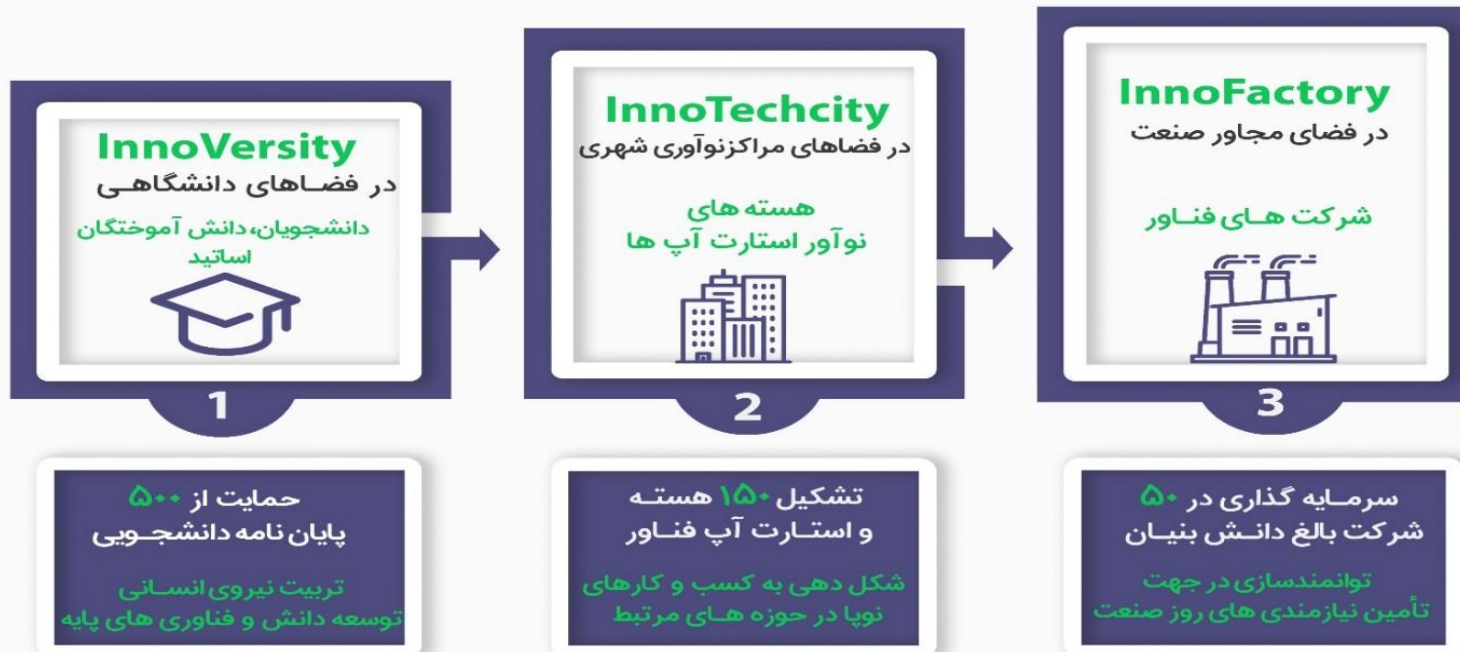 InnoVersity
در فضاهای دانشگاهی
دانشجویان، دانش آموختگان
اساتید
1
حمایت از ۵۰۰
پایان نامه دانشجویی
تربیت نیروی انسانی
توسعه دانش و فناوری های پایه
InnoTechcity
در فضاهای مراکزنوآوری شهری
هسته های
نوآور استارت آپ ها
2
تشکیل ۱۵۰ هسته
و استارت آپ فناور
شکل دهی به کسب و کارهای
نوپا در حوزه های مرتبط
InnoFactory
در فضای مجاور صنعت
شرکت های فناور
3
سرمایه گذاری در ۵۰
شرکت بالغ دانش بنیان
توانمندسازی در جهت
تأمین نیازمندی های روز صنعت